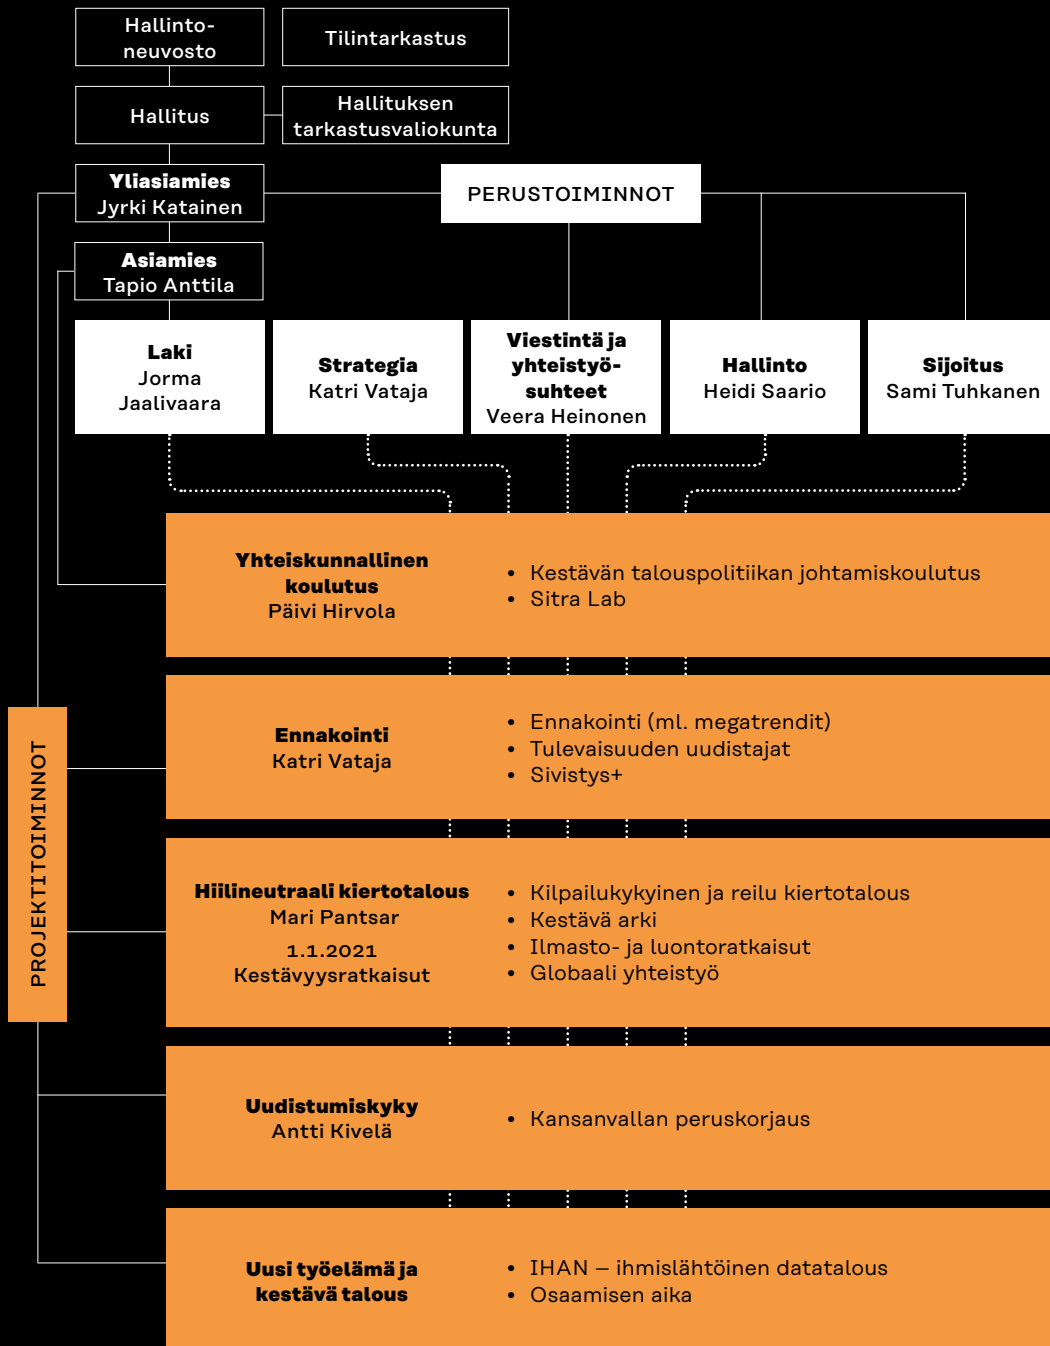 Hallinto-
neuvosto
Tilintarkastus
Hallitus
Hallituksen
tarkastusvaliokunta
Yliasiamies
Jyrki Katainen
PERUSTOIMINNOT
Asiamies
Tapio Anttila
Laki
Jorma
Jaalivaara
Strategia
Katri Vataja
Viestintä ja
yhteistyö-
suhteet
Veera Heinonen
Hallinto
Heidi Saario
Sijoitus
Sami Tuhkanen
PROJEKTITOIMINNOT
Yhteiskunnallinen
koulutus
Päivi Hirvola
• Kestävän talouspolitiikan johtamiskoulutus
• Sitra Lab
Ennakointi
Katri Vataja
• Ennakointi (ml. megatrendit)
• Tulevaisuuden uudistajat
• Sivistys+
Hiilineutraali kiertotalous
Mari Pantsar
1.1.2021
Kestävyysratkaisut
• Kilpailukykyinen ja reilu kiertotalous
• Kestävä arki
• Ilmasto- ja luontoratkaisut
• Globaali yhteistyö
Uudistumiskyky
Antti Kivelä
• Kansanvallan peruskorjaus
Uusi työelämä ja
kestävä talous
• IHAN – ihmislähtöinen datatalous
• Osaamisen aika